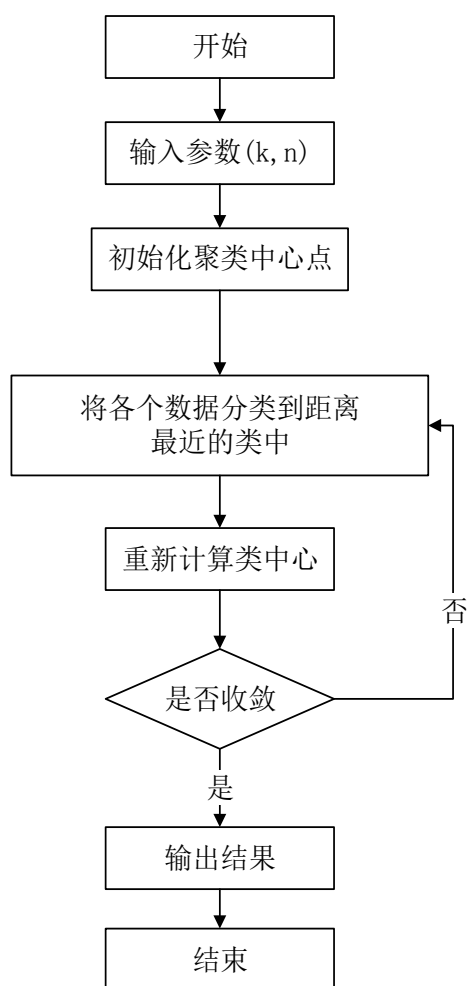 开始
输入参数(k,n)
初始化聚类中心点
将各个数据分类到距离
最近的类中
重新计算类中心
否
是否收敛
是
输出结果
结束